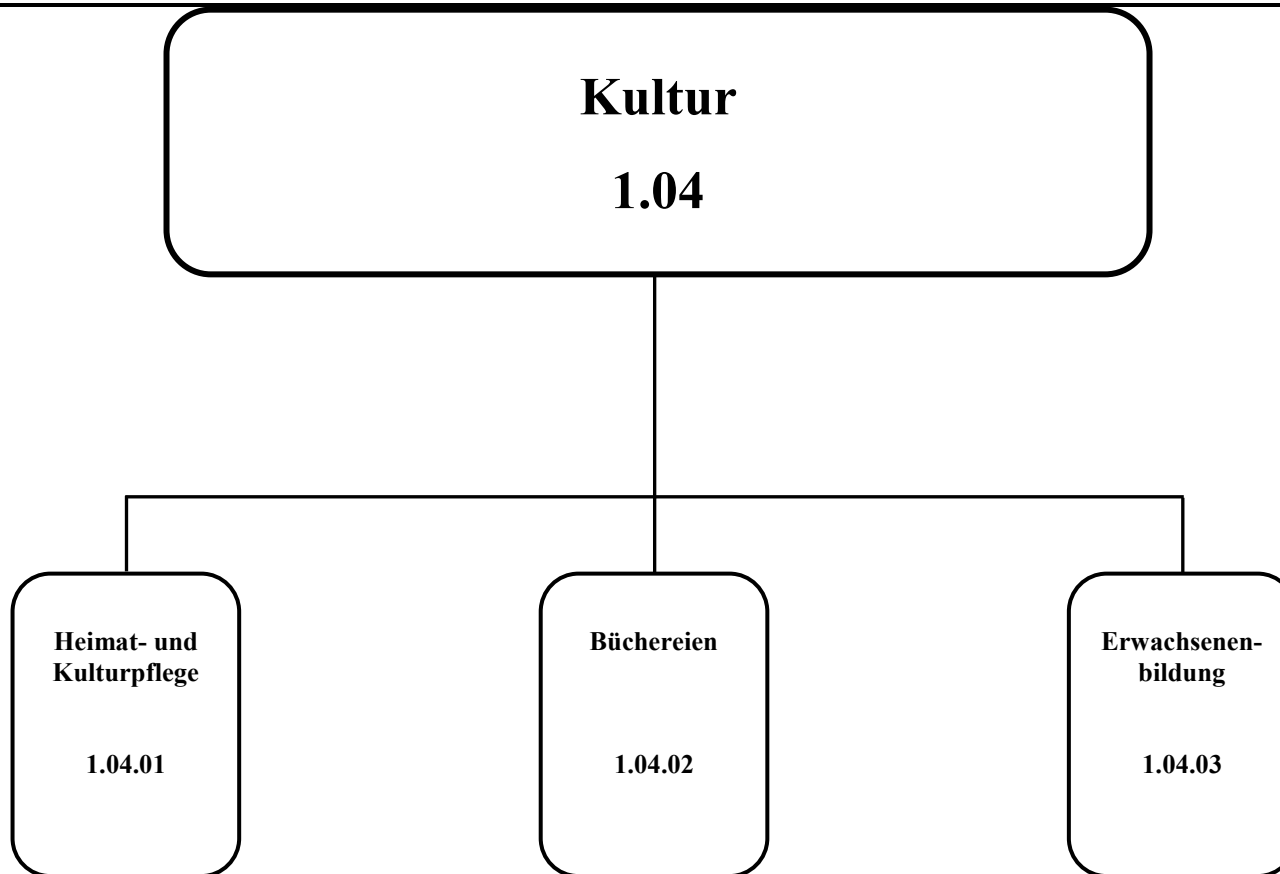 Kultur
1.04
Heimat- und
Kulturpflege
1.04.01
Büchereien
1.04.02
Erwachsenen-
bildung
1.04.03